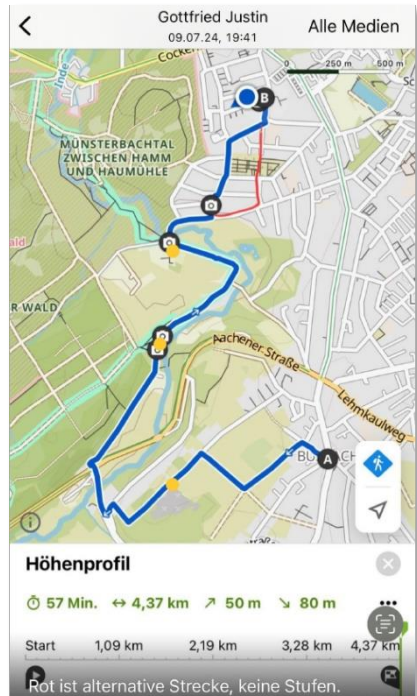 Gottfried Justin
09.07.24, 19:41
Alle Medien
Cocken
250 m
500 m
Inde
MÜNSTERBACHTAL
ZWISCHEN HAMM
UND HAUMÜHLE
B
R WALD
Aachener Straße
Lehmkaulweg
A
Höhenprofil
57 Min. ↔ 4,37 km ↗ 50 m ↘ 80 m
Start 1,09 km 2,19 km 3,28 km 4,37 km
Rot ist alternative Strecke, keine Stufen.